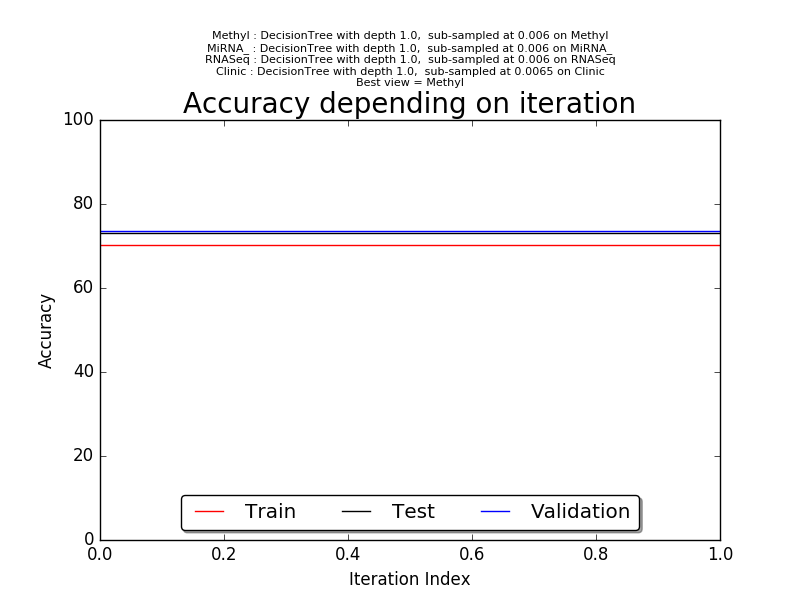 Methyl : DecisionTree with depth 1.0,  sub-sampled at 0.006 on Methyl
MiRNA_ : DecisionTree with depth 1.0,  sub-sampled at 0.006 on MiRNA_
RNASeq : DecisionTree with depth 1.0,  sub-sampled at 0.006 on RNASeq
Clinic : DecisionTree with depth 1.0,  sub-sampled at 0.0065 on Clinic
Best view = Methyl
Accuracy depending on iteration
100
80
60
40
20
0
Accuracy
Train
Test
Validation
0.0
0.2
0.4
0.6
0.8
1.0
Iteration Index